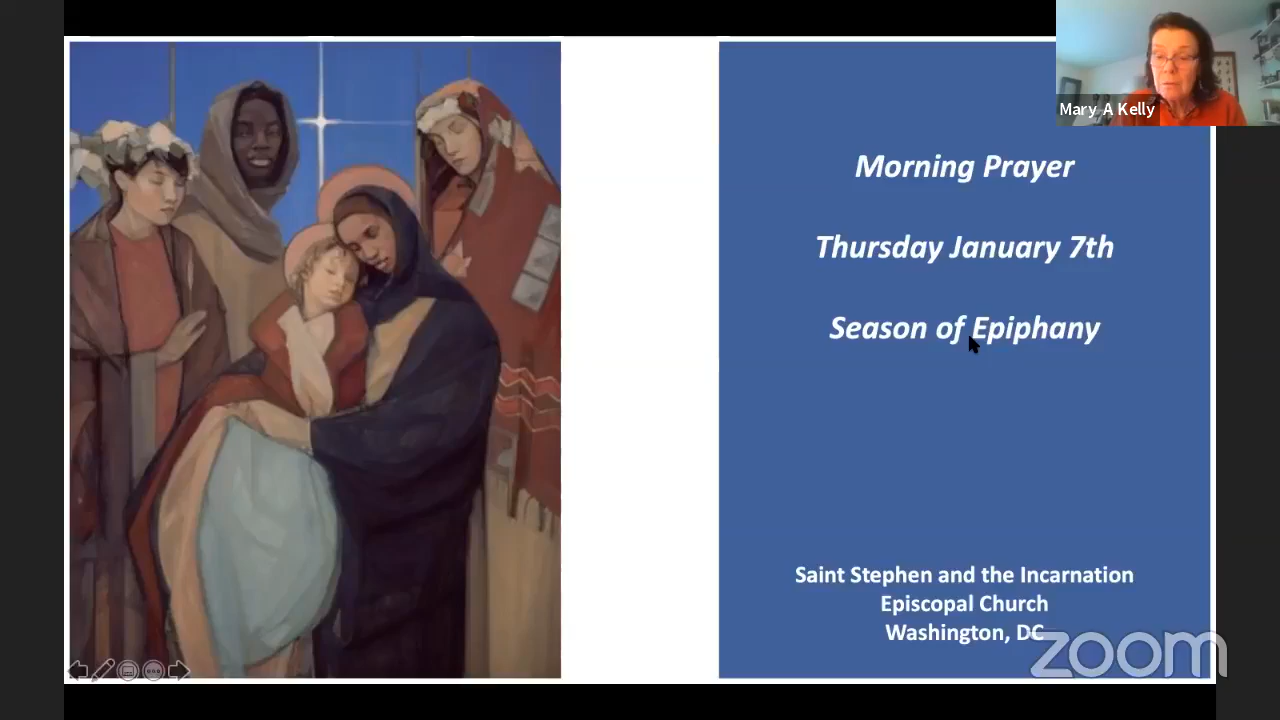 Mary A Kelly
Morning Prayer
Thursday January 7th
Season of Epiphany
Saint Stephen and the Incarnation
Episcopal Church
Washington, DC
zoom